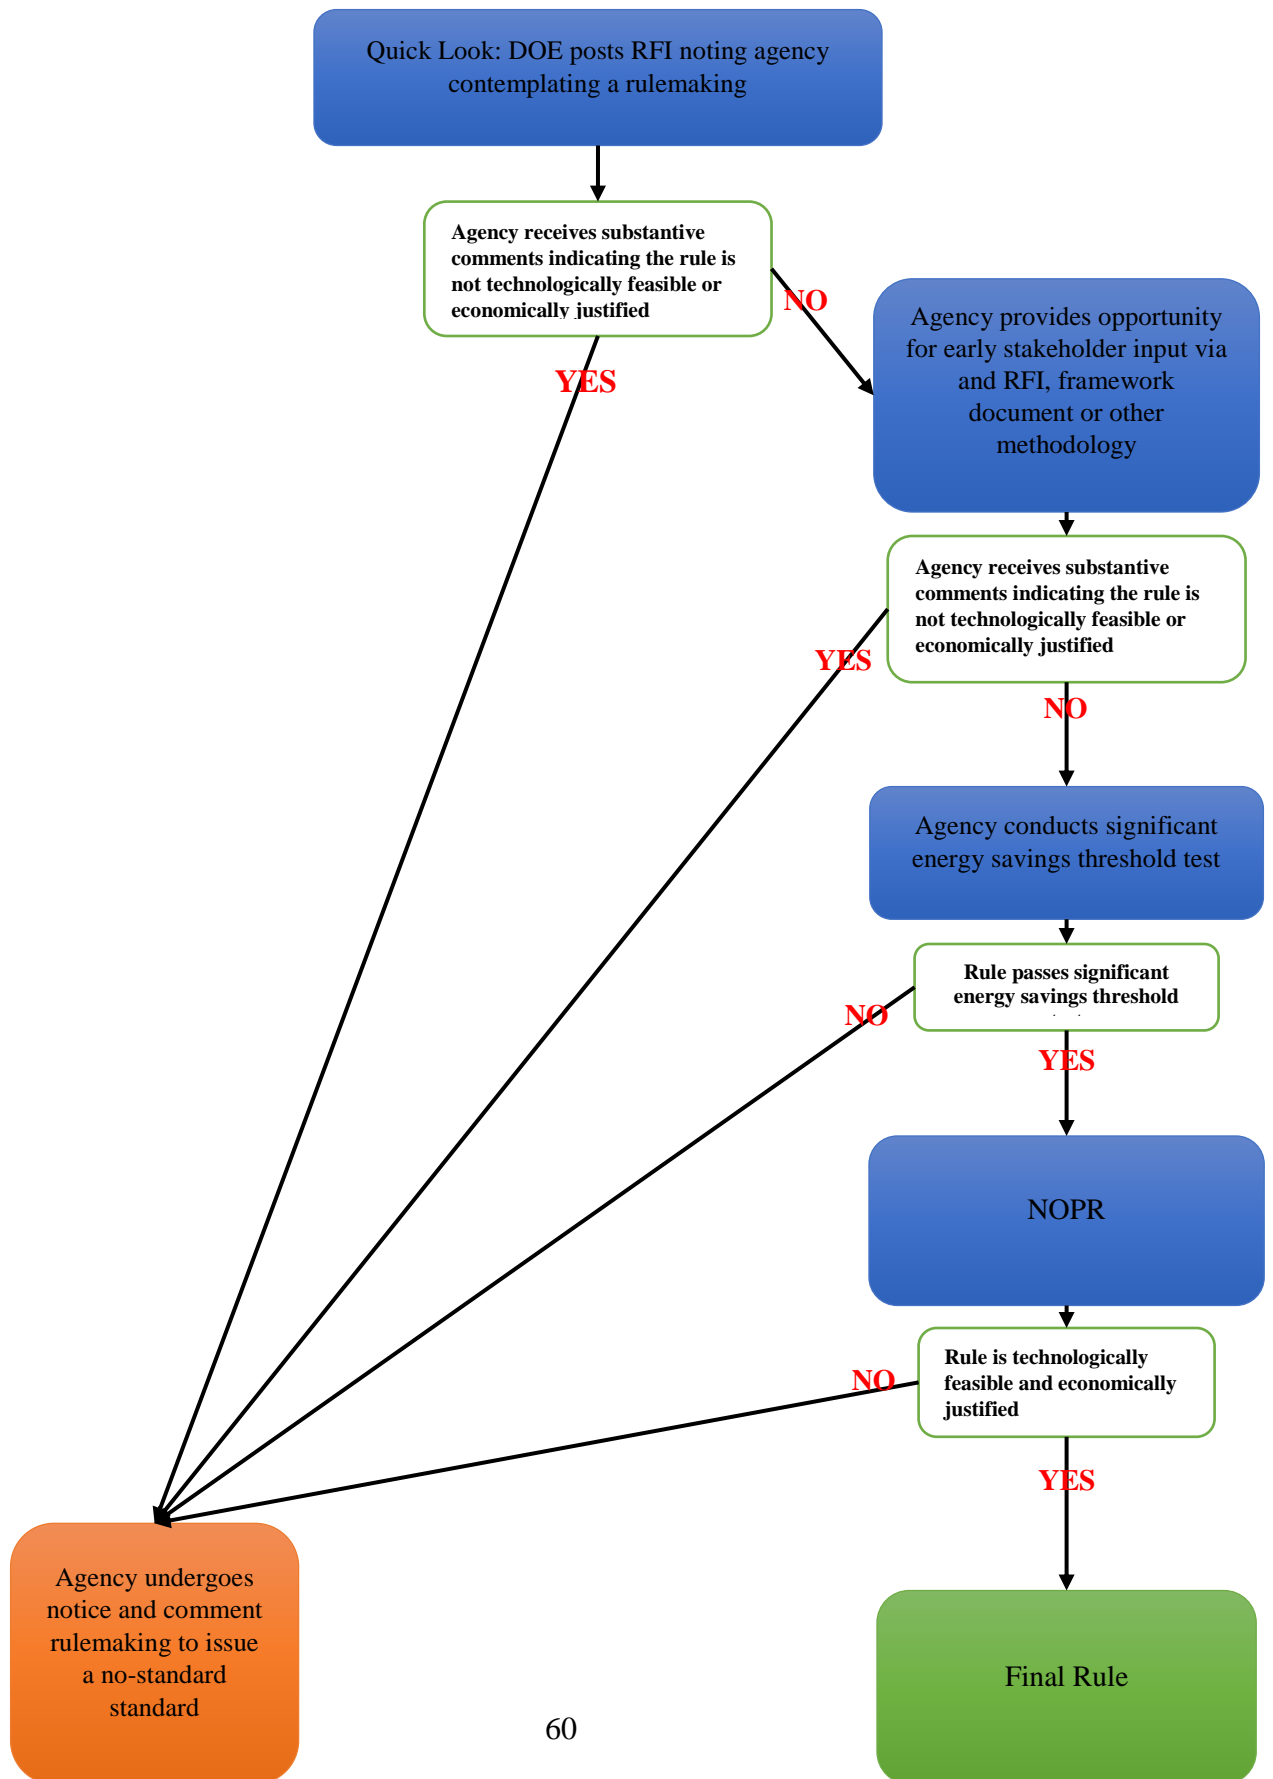 Quick Look: DOE posts RFI noting agency
contemplating a rulemaking
Agency receives substantive
comments indicating the rule is
not technologically feasible or
economically justified
NO
YES
Agency provides opportunity
for early stakeholder input via
and RFI, framework
document or other
methodology
Agency receives substantive
comments indicating the rule is
not technologically feasible or
economically justified
YES
NO
Agency conducts significant
energy savings threshold test
Rule passes significant
energy savings threshold
NO
YES
NOPR
Rule is technologically
feasible and economically
justified
NO
YES
Agency undergoes
notice and comment
rulemaking to issue
a no-standard
standard
Final Rule
60